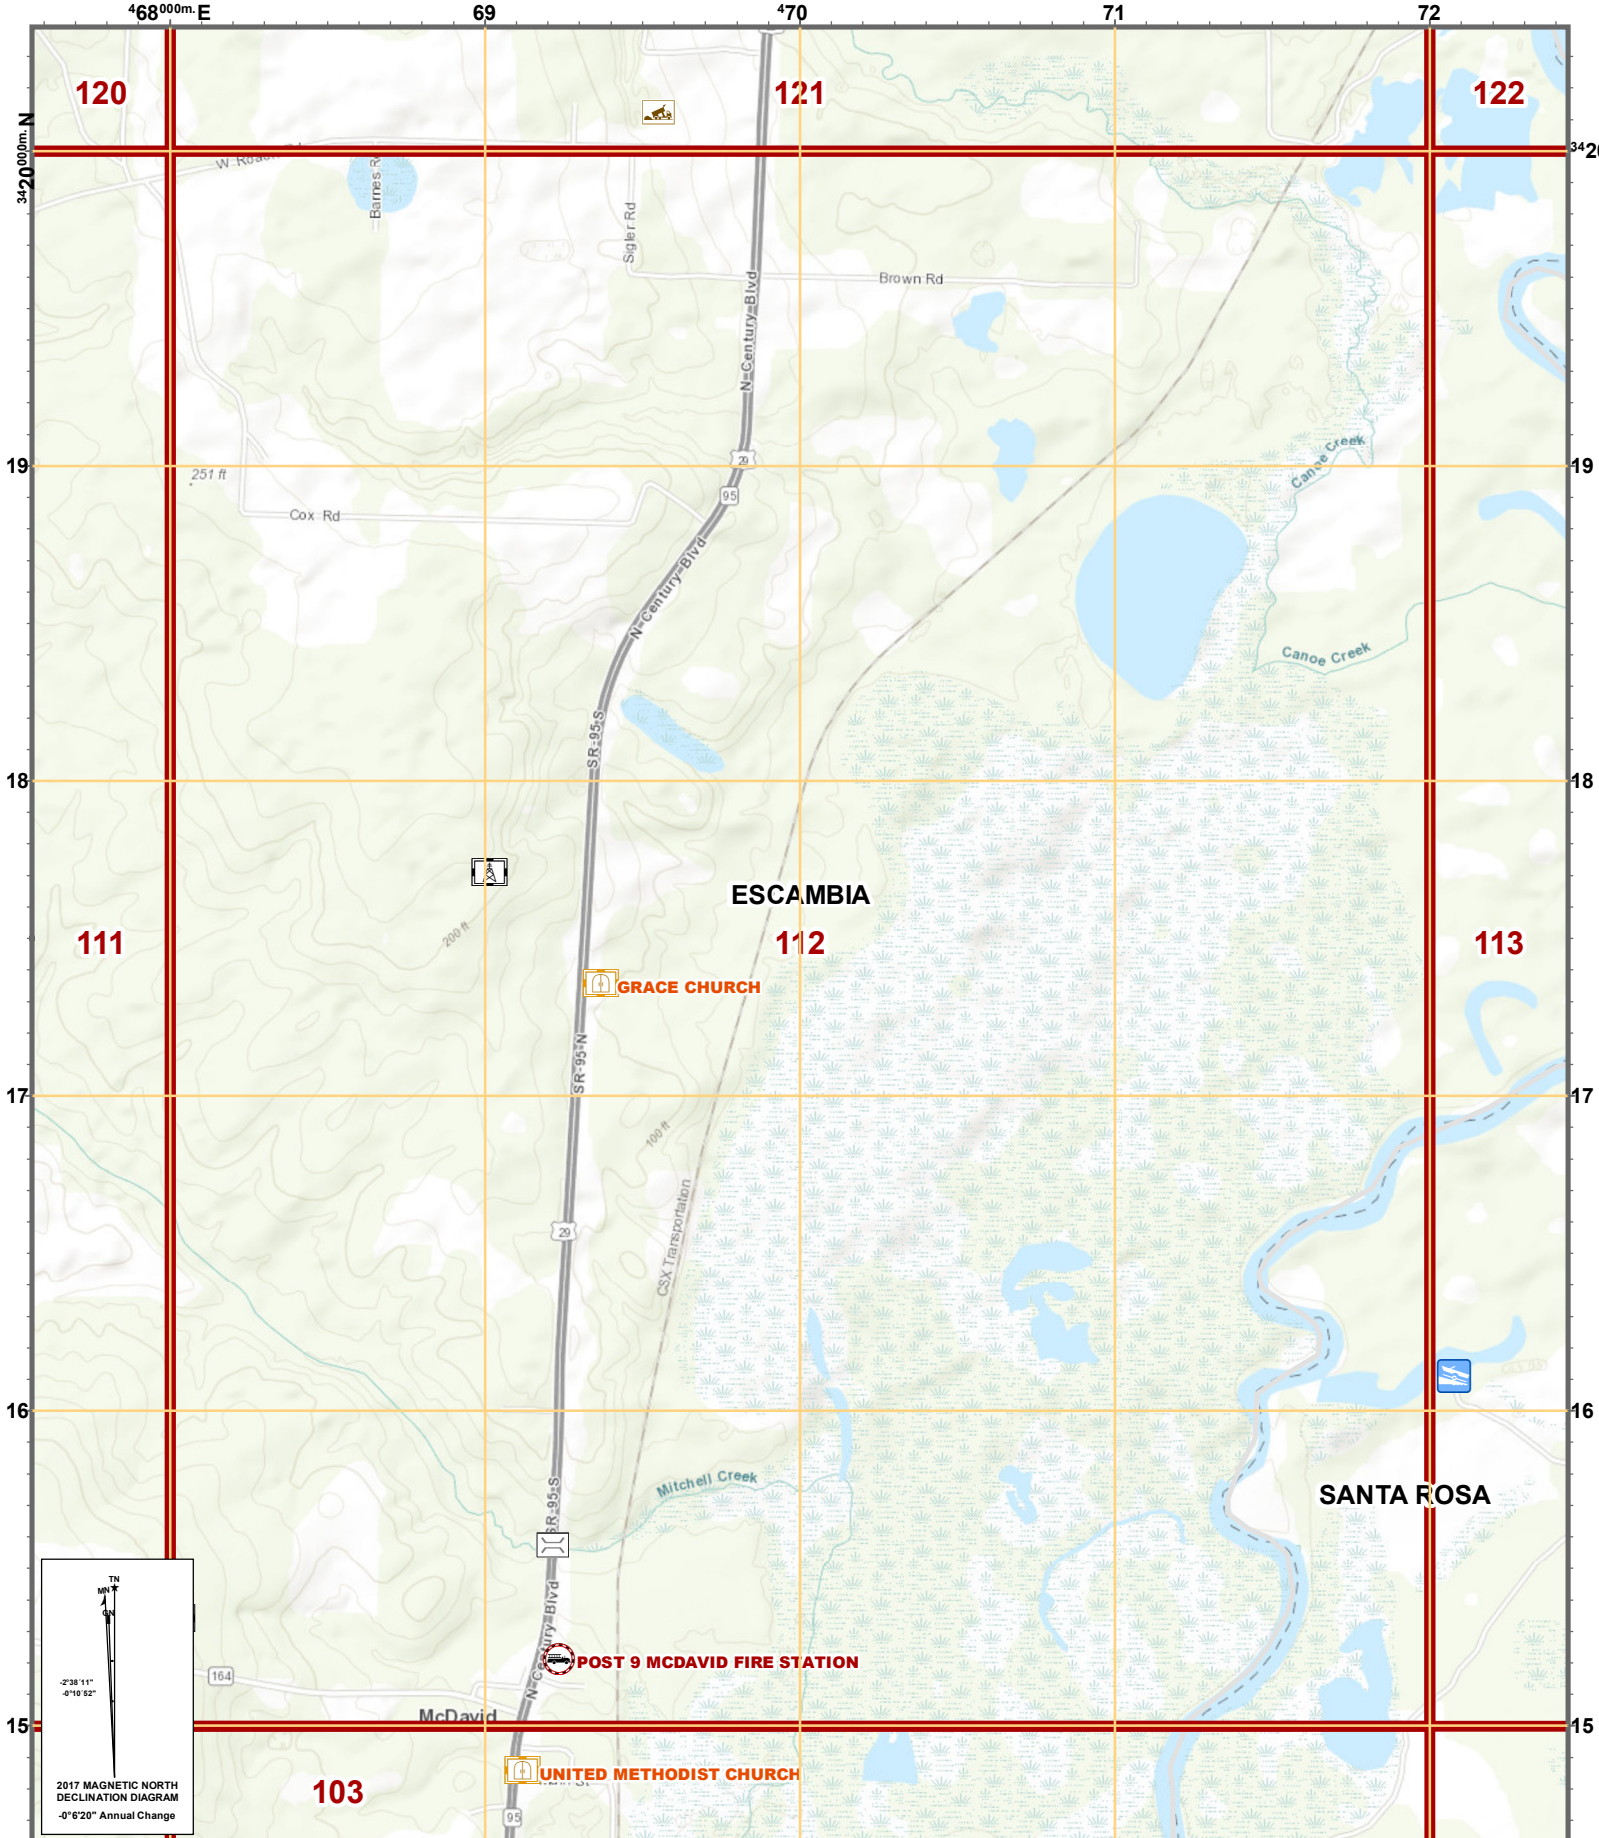 ⁴68⁰⁰⁰ᵐ·E
69
⁴70
71
72
120
121
122
³⁴20⁰⁰⁰ᵐ·N
³⁴20
W Roach Rd
Barnes Rd
Sigler Rd
Brown Rd
N Century Blvd
Canoe Creek
29
19
19
251 ft
95
Cox Rd
N Century Blvd
Canoe Creek
SR-95-S
18
18
ESCAMBIA
200 ft
111
112
113
GRACE CHURCH
SR-95-N
17
17
100 ft
CSX Transportation
29
16
16
Mitchell Creek
SR-95-S
SANTA ROSA
N Century Blvd
TN
MN
GN
164
POST 9 MCDAVID FIRE STATION
-2°38'11"
-0°10'52"
McDavid
15
15
UNITED METHODIST CHURCH
103
2017 MAGNETIC NORTH
DECLINATION DIAGRAM
-0°6'20" Annual Change
95